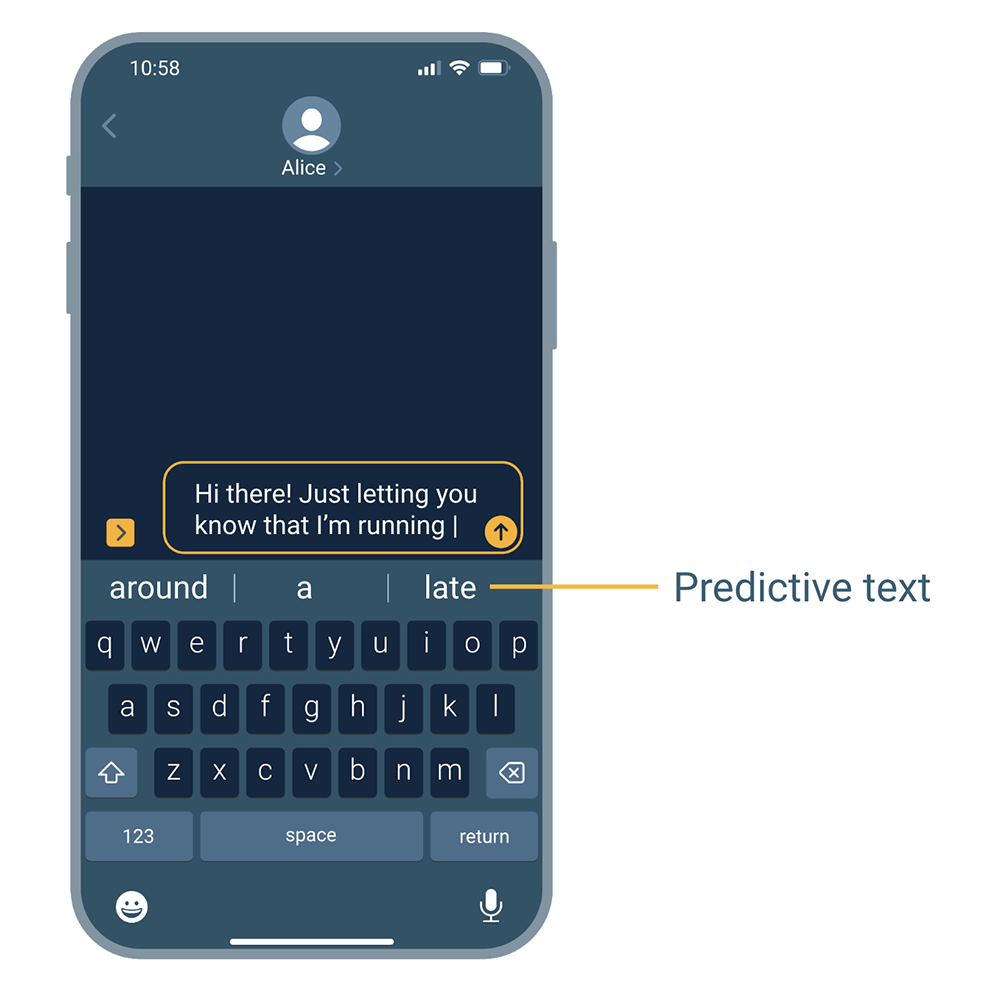 10:58
Alice
Hi there! Just letting you
know that I’m running |
around | a | late
Predictive text
q w e r t y u i o p
a s d f g h j k l
z x c v b n m
123 space return